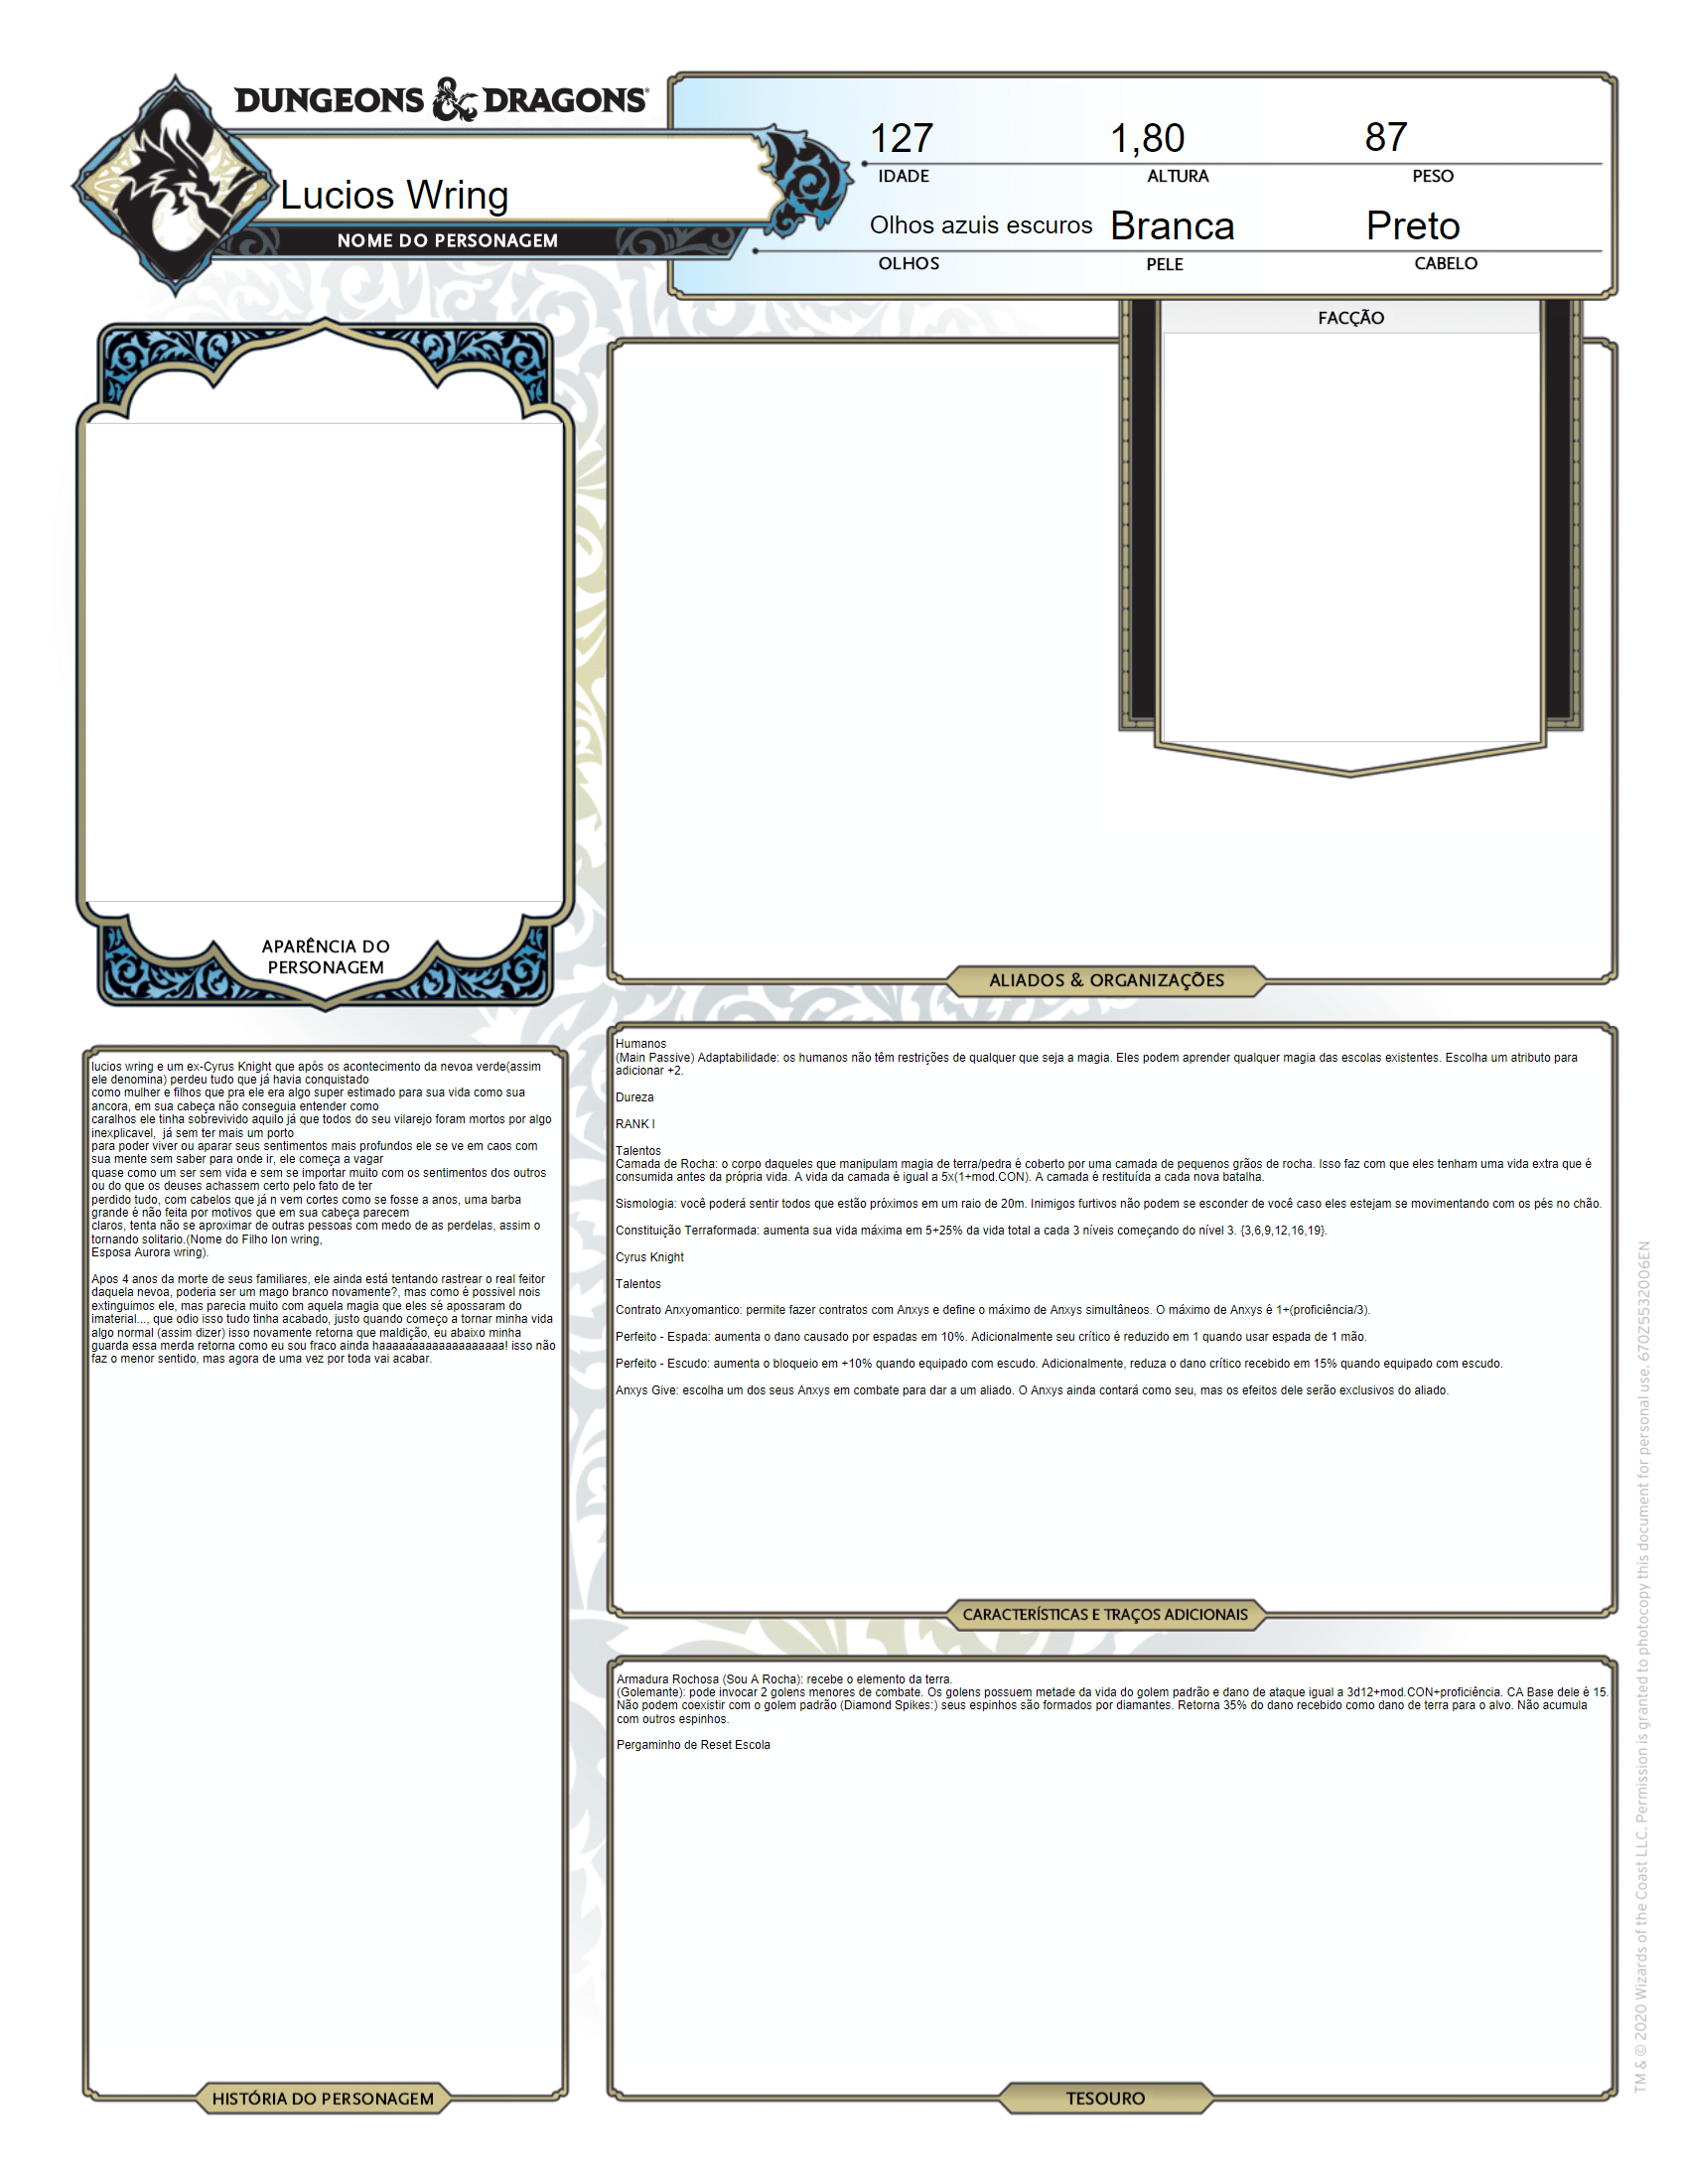 DUNGEONS & DRAGONS®
Lucios Wring
NOME DO PERSONAGEM
127
1,80
87
IDADE
ALTURA
PESO
Olhos azuis escuros
Branca
Preto
OLHOS
PELE
CABELO
FACÇÃO
APARÊNCIA DO
PERSONAGEM
ALIADOS & ORGANIZAÇÕES
lucios wring e um ex-Cyrus Knight que após os acontecimento da nevoa verde(assim
ele denomina) perdeu tudo que já havia conquistado
como mulher e filhos que pra ele era algo super estimado para sua vida como sua
ancora, em sua cabeça não conseguia entender como
caralhos ele tinha sobrevivido aquilo já que todos do seu vilarejo foram mortos por algo
inexplicavel,  já sem ter mais um porto
para poder viver ou aparar seus sentimentos mais profundos ele se ve em caos com
sua mente sem saber para onde ir, ele começa a vagar
quase como um ser sem vida e sem se importar muito com os sentimentos dos outros
ou do que os deuses achassem certo pelo fato de ter
perdido tudo, com cabelos que já n vem cortes como se fosse a anos, uma barba
grande é não feita por motivos que em sua cabeça parecem
claros, tenta não se aproximar de outras pessoas com medo de as perdelas, assim o
tornando solitario.(Nome do Filho Ion wring,
Esposa Aurora wring).
Apos 4 anos da morte de seus familiares, ele ainda está tentando rastrear o real feitor
daquela nevoa, poderia ser um mago branco novamente?, mas como é possivel nois
extinguimos ele, mas parecia muito com aquela magia que eles sé apossaram do
imaterial..., que odio isso tudo tinha acabado, justo quando começo a tornar minha vida
algo normal (assim dizer) isso novamente retorna que maldição, eu abaixo minha
guarda essa merda retorna como eu sou fraco ainda haaaaaaaaaaaaaaaaaaa! isso não
faz o menor sentido, mas agora de uma vez por toda vai acabar.
HISTÓRIA DO PERSONAGEM
Humanos
(Main Passive) Adaptabilidade: os humanos não têm restrições de qualquer que seja a magia. Eles podem aprender qualquer magia das escolas existentes. Escolha um atributo para
adicionar +2.
Dureza
RANK I
Talentos
Camada de Rocha: o corpo daqueles que manipulam magia de terra/pedra é coberto por uma camada de pequenos grãos de rocha. Isso faz com que eles tenham uma vida extra que é
consumida antes da própria vida. A vida da camada é igual a 5x(1+mod.CON). A camada é restituída a cada nova batalha.
Sismologia: você poderá sentir todos que estão próximos em um raio de 20m. Inimigos furtivos não podem se esconder de você caso eles estejam se movimentando com os pés no chão.
Constituição Terraformada: aumenta sua vida máxima em 5+25% da vida total a cada 3 níveis começando do nível 3. {3,6,9,12,16,19}.
Cyrus Knight
Talentos
Contrato Anxyomantico: permite fazer contratos com Anxys e define o máximo de Anxys simultâneos. O máximo de Anxys é 1+(proficiência/3).
Perfeito - Espada: aumenta o dano causado por espadas em 10%. Adicionalmente seu crítico é reduzido em 1 quando usar espada de 1 mão.
Perfeito - Escudo: aumenta o bloqueio em +10% quando equipado com escudo. Adicionalmente, reduza o dano crítico recebido em 15% quando equipado com escudo.
Anxys Give: escolha um dos seus Anxys em combate para dar a um aliado. O Anxys ainda contará como seu, mas os efeitos dele serão exclusivos do aliado.
CARACTERÍSTICAS E TRAÇOS ADICIONAIS
Armadura Rochosa (Sou A Rocha): recebe o elemento da terra.
(Golemante): pode invocar 2 golens menores de combate. Os golens possuem metade da vida do golem padrão e dano de ataque igual a 3d12+mod.CON+proficiência. CA Base dele é 15.
Não podem coexistir com o golem padrão (Diamond Spikes:) seus espinhos são formados por diamantes. Retorna 35% do dano recebido como dano de terra para o alvo. Não acumula
com outros espinhos.
Pergaminho de Reset Escola
TESOURO
TM & © 2020 Wizards of the Coast LLC. Permission is granted to photocopy this document for personal use. 670Z5532006EN